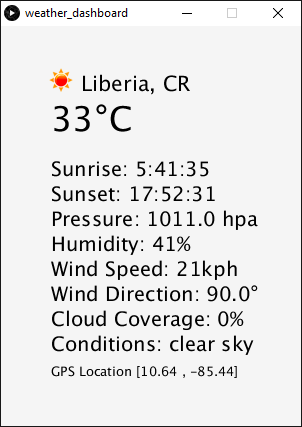 weather_dashboard
Liberia, CR
33°C
Sunrise: 5:41:35
Sunset: 17:52:31
Pressure: 1011.0 hpa
Humidity: 41%
Wind Speed: 21kph
Wind Direction: 90.0°
Cloud Coverage: 0%
Conditions: clear sky
GPS Location [10.64 , -85.44]